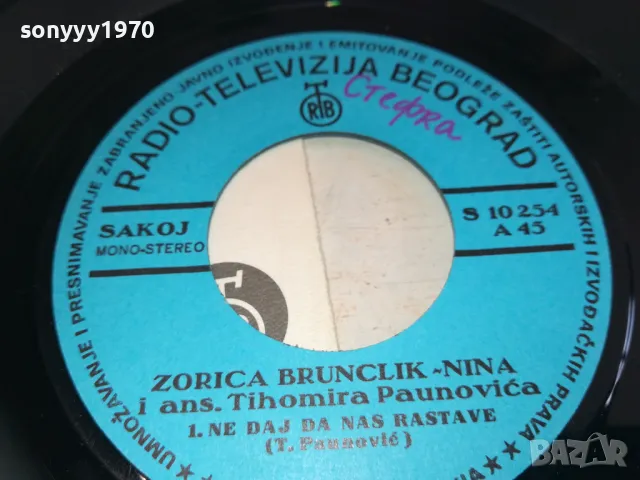 sonyyy1970
UMNOŽAVANJE I PRESNIMAVANJE ZABRANJENO·JAVNO IZVOĐENJE I EMITOVANJE PODLEŽE ZAŠTITI AUTORSKIH I IZVOĐAČKIH PRAVA
RADIO-TELEVIZIJA BEOGRAD
RTB
Стефка
SAKOJ
MONO-STEREO
S 10 254
A 45
ZORICA BRUNCLIK-NINA
i ans. Tihomira Paunovića
1. NE DAJ DA NAS RASTAVE
(T. Paunović)
BAZAR